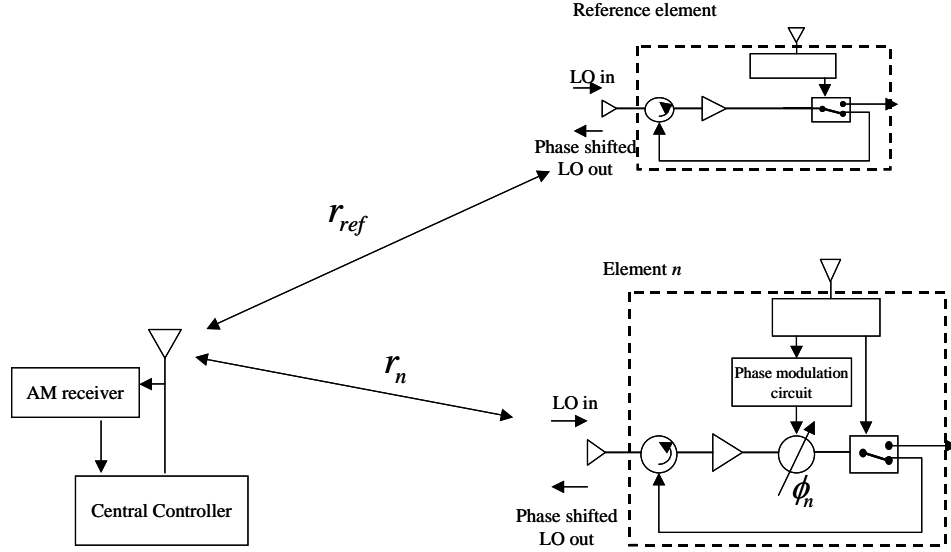 Reference element
LO in
Phase shifted
LO out
r_ref
Element n
r_n
AM receiver
Phase modulation
circuit
LO in
ϕ_n
Central Controller
Phase shifted
LO out